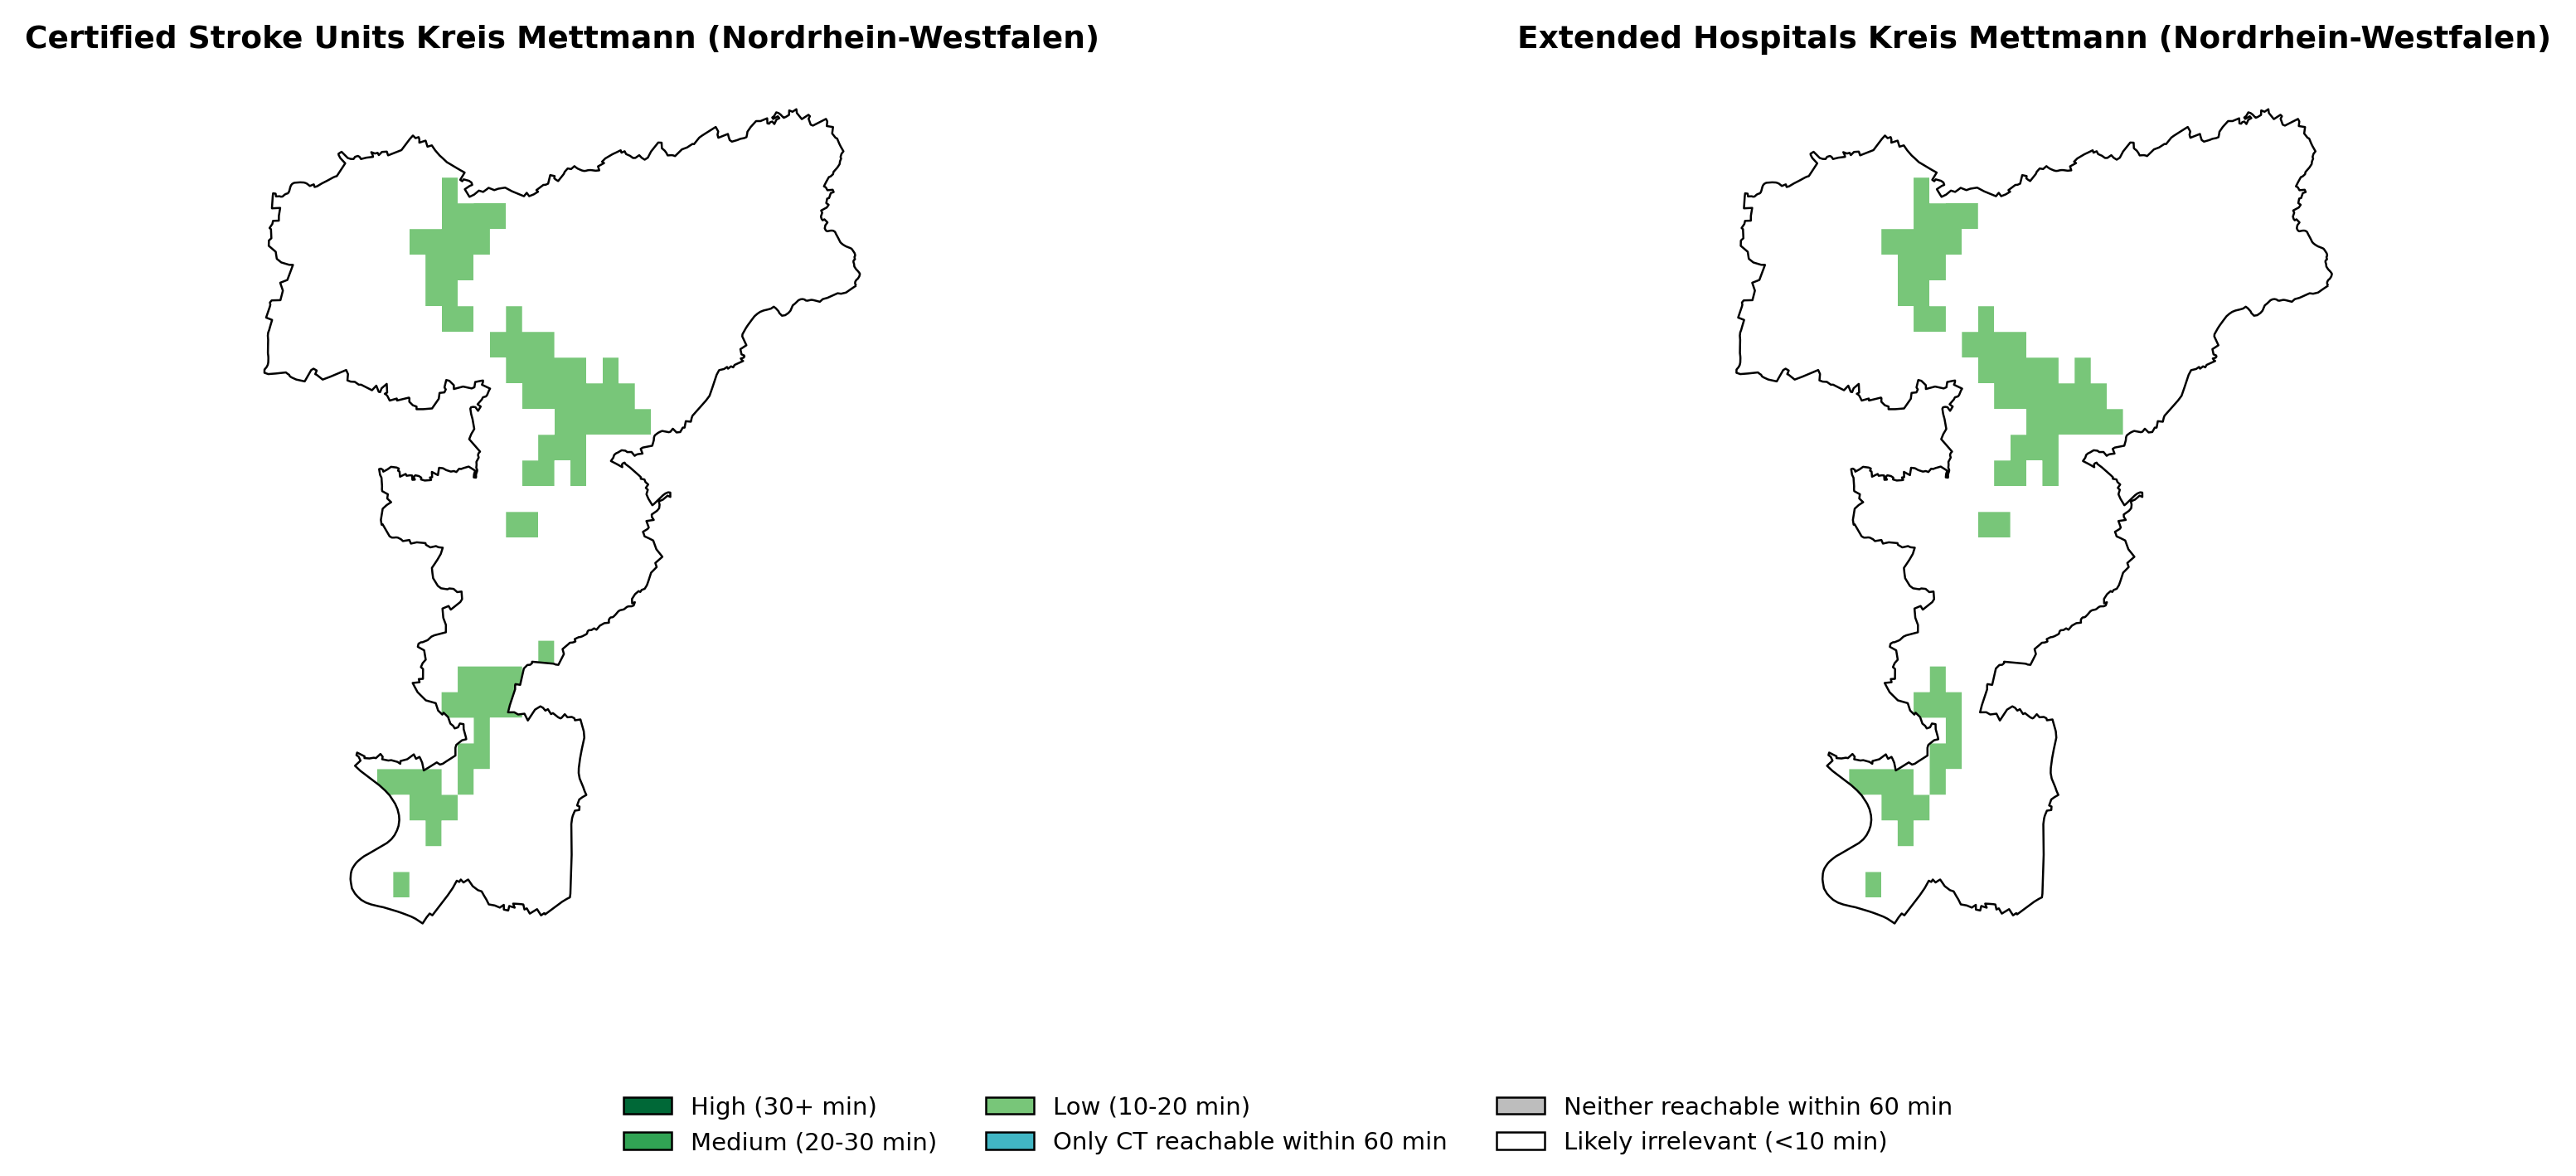 Certified Stroke Units Kreis Mettmann (Nordrhein-Westfalen)
Extended Hospitals Kreis Mettmann (Nordrhein-Westfalen)
High (30+ min)
Medium (20-30 min)
Low (10-20 min)
Only CT reachable within 60 min
Neither reachable within 60 min
Likely irrelevant (<10 min)